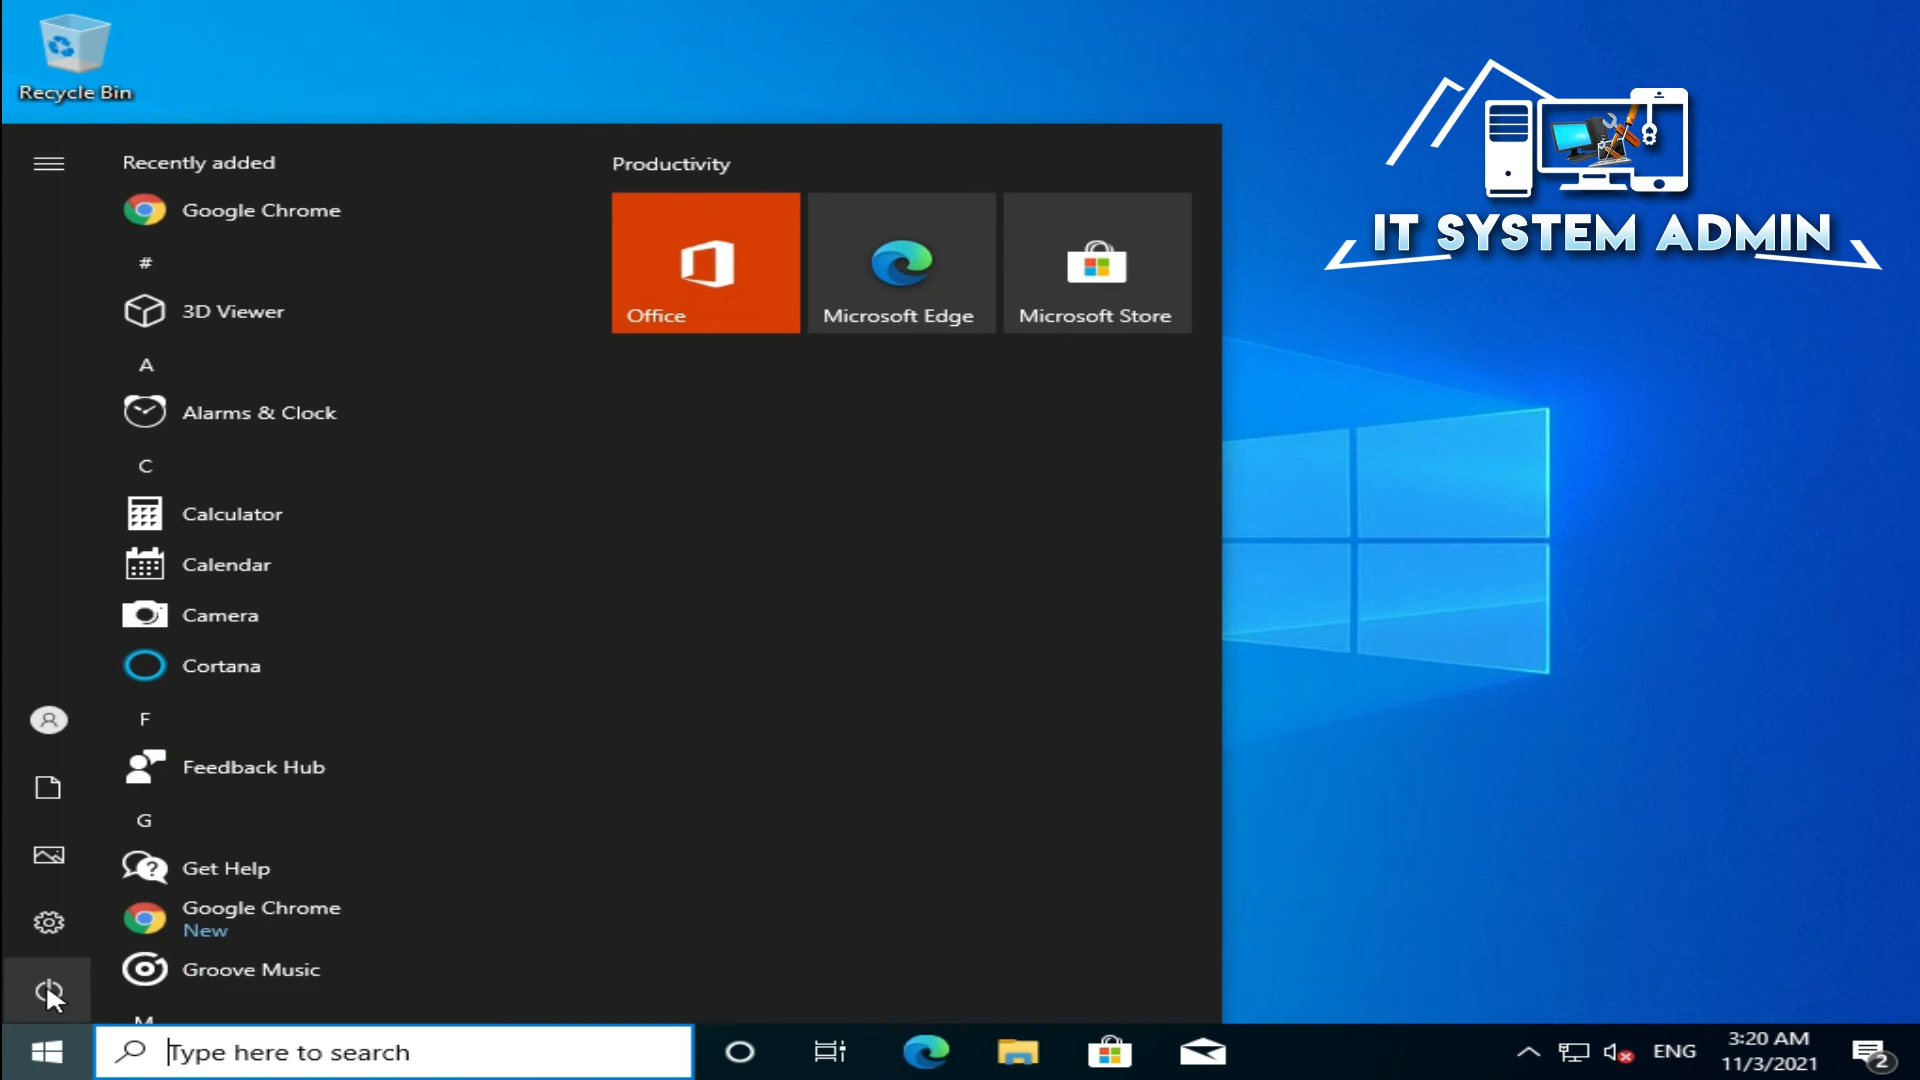 Recycle Bin
IT SYSTEM ADMIN
Recently added
Google Chrome
#
3D Viewer
A
Alarms & Clock
C
Calculator
Calendar
Camera
Cortana
F
Feedback Hub
G
Get Help
Google Chrome
New
Groove Music
M
Productivity
Office
Microsoft Edge
Microsoft Store
Type here to search
ENG
3:20 AM
11/3/2021
2